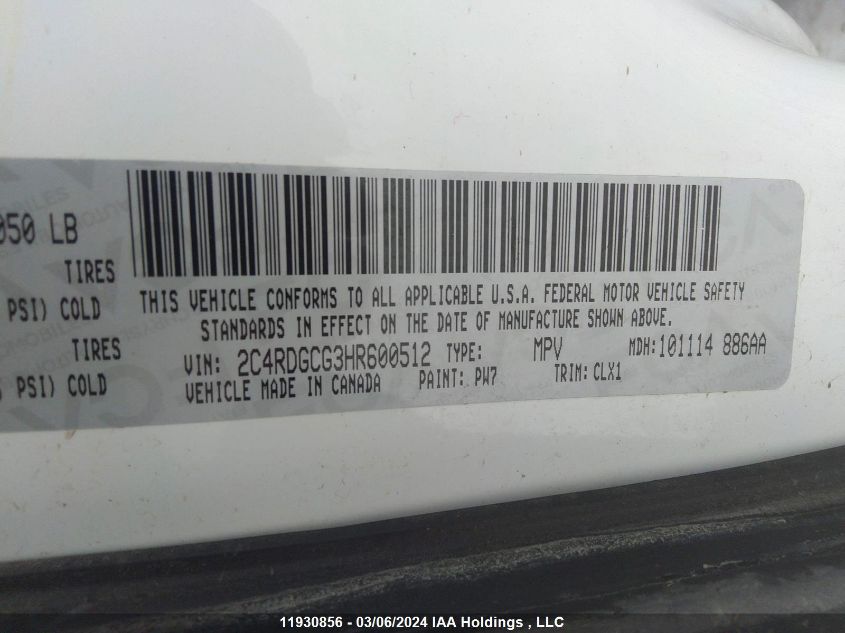 050 LB
TIRES
PSI) COLD
TIRES
PSI) COLD
THIS VEHICLE CONFORMS TO ALL APPLICABLE U.S.A. FEDERAL MOTOR VEHICLE SAFETY
STANDARDS IN EFFECT ON THE DATE OF MANUFACTURE SHOWN ABOVE.
VIN: 2C4RDGCG3HR600512 TYPE: MPV MDH: 101114 886AA
VEHICLE MADE IN CANADA PAINT: PW7 TRIM: CLX1
11930856 - 03/06/2024 IAA Holdings , LLC